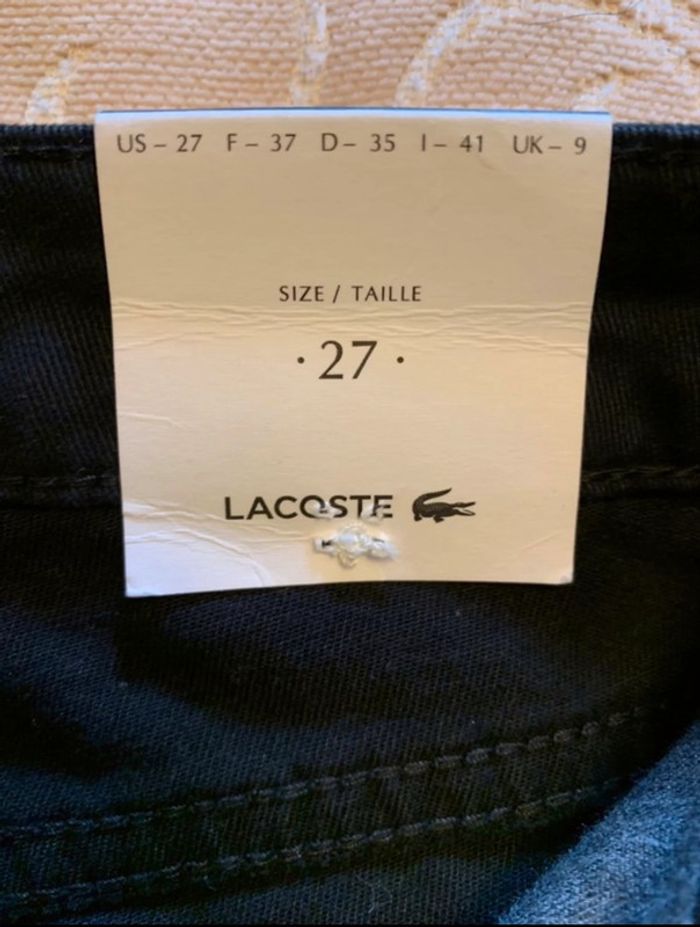 US – 27 F – 37 D – 35 I – 41 UK – 9
SIZE / TAILLE
· 27 ·
LACOSTE